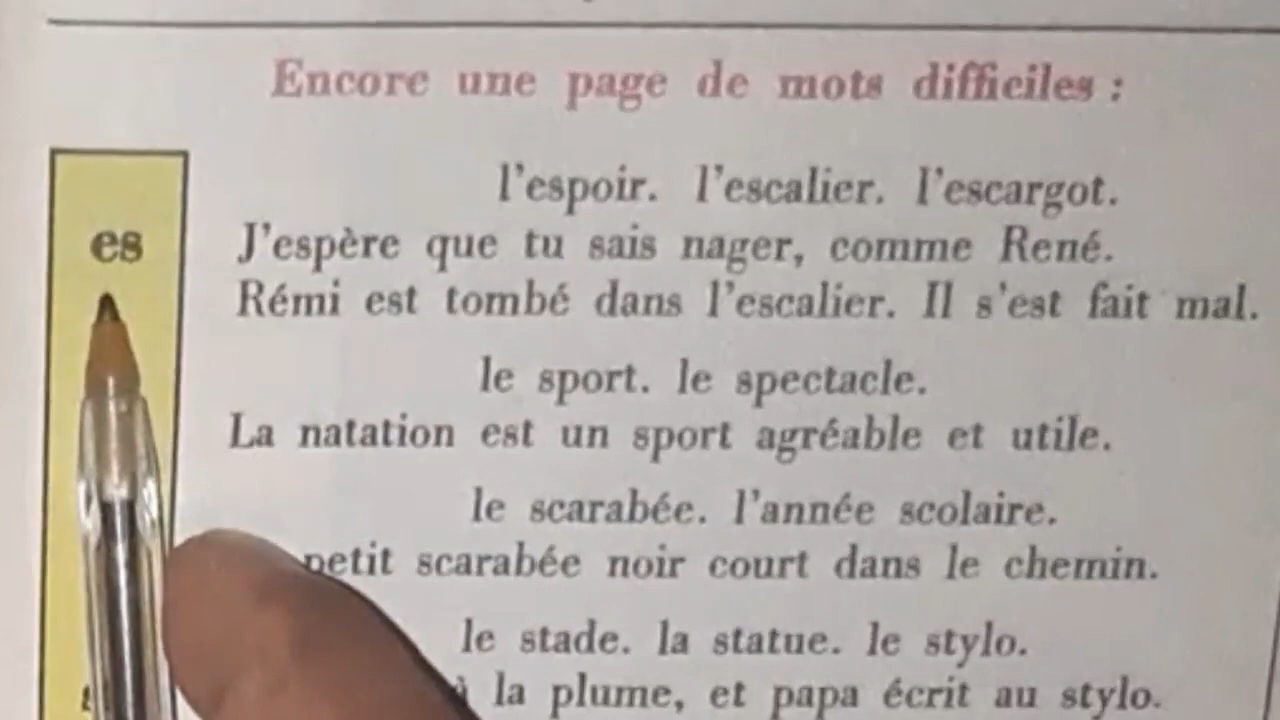 Encore une page de mots difficiles :
l'espoir. l'escalier. l'escargot.
es
J'espère que tu sais nager, comme René.
Rémi est tombé dans l'escalier. Il s'est fait mal.
le sport. le spectacle.
La natation est un sport agréable et utile.
le scarabée. l'année scolaire.
petit scarabée noir court dans le chemin.
le stade. la statue. le stylo.
à la plume, et papa écrit au stylo.